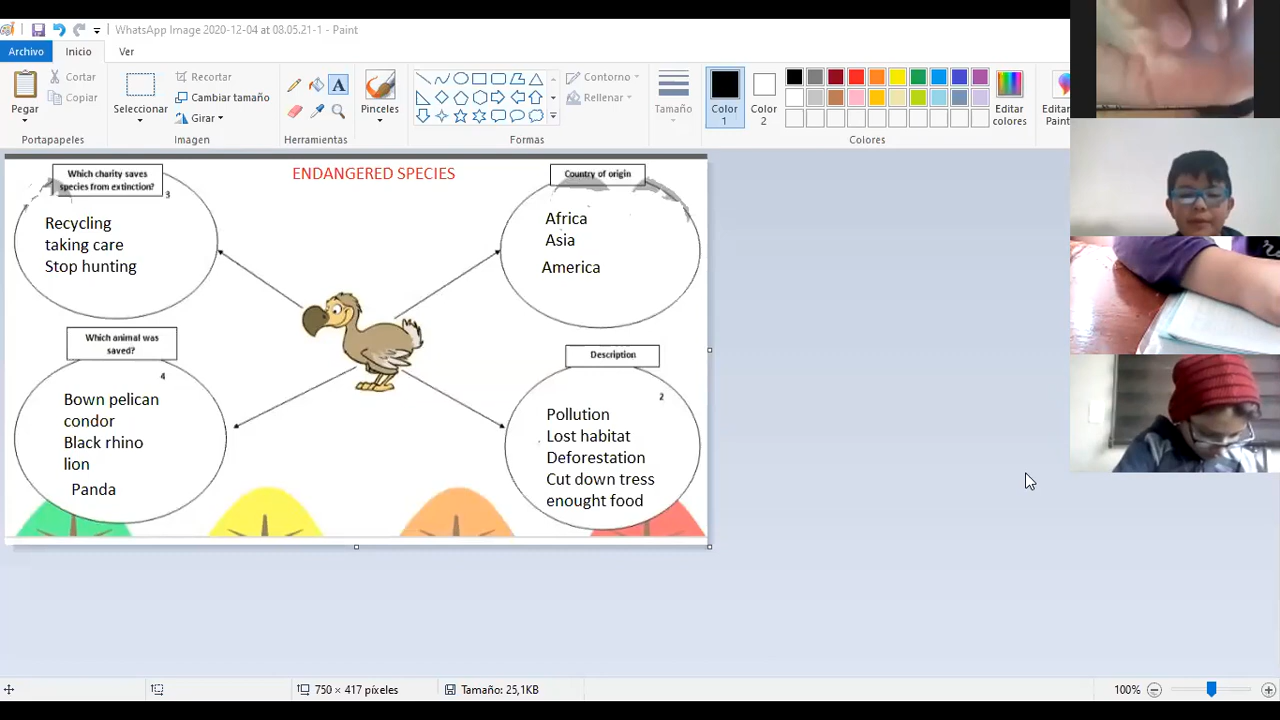 WhatsApp Image 2020-12-04 at 08.05.21-1 - Paint
Archivo
Inicio
Ver
Pegar
Cortar
Copiar
Portapapeles
Seleccionar
Recortar
Cambiar tamaño
Girar
Imagen
Herramientas
Pinceles
Contorno
Rellenar
Formas
Tamaño
Color 1
Color 2
Editar colores
Colores
ENDANGERED SPECIES
Which charity saves
species from extinction?
3
Recycling
taking care
Stop hunting
Country of origin
Africa
Asia
America
Which animal was
saved?
4
Bown pelican
condor
Black rhino
lion
Panda
Description
2
Pollution
Lost habitat
Deforestation
Cut down tress
enought food
750 × 417 píxeles
Tamaño: 25,1KB
100%